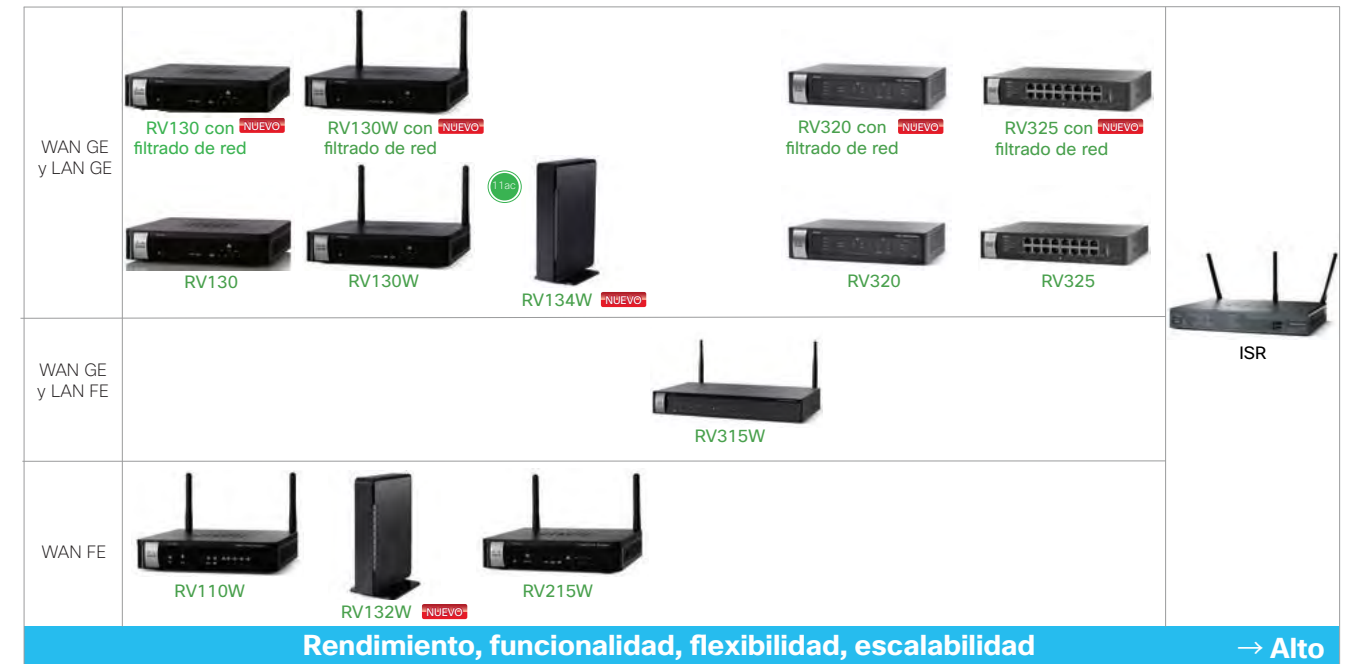 WAN GE
y LAN GE
RV130 con NUEVO
filtrado de red
RV130W con NUEVO
filtrado de red
RV320 con NUEVO
filtrado de red
RV325 con NUEVO
filtrado de red
11ac
RV130
RV130W
RV134W NUEVO
RV320
RV325
ISR
WAN GE
y LAN FE
RV315W
WAN FE
RV110W
RV132W NUEVO
RV215W
Rendimiento, funcionalidad, flexibilidad, escalabilidad → Alto